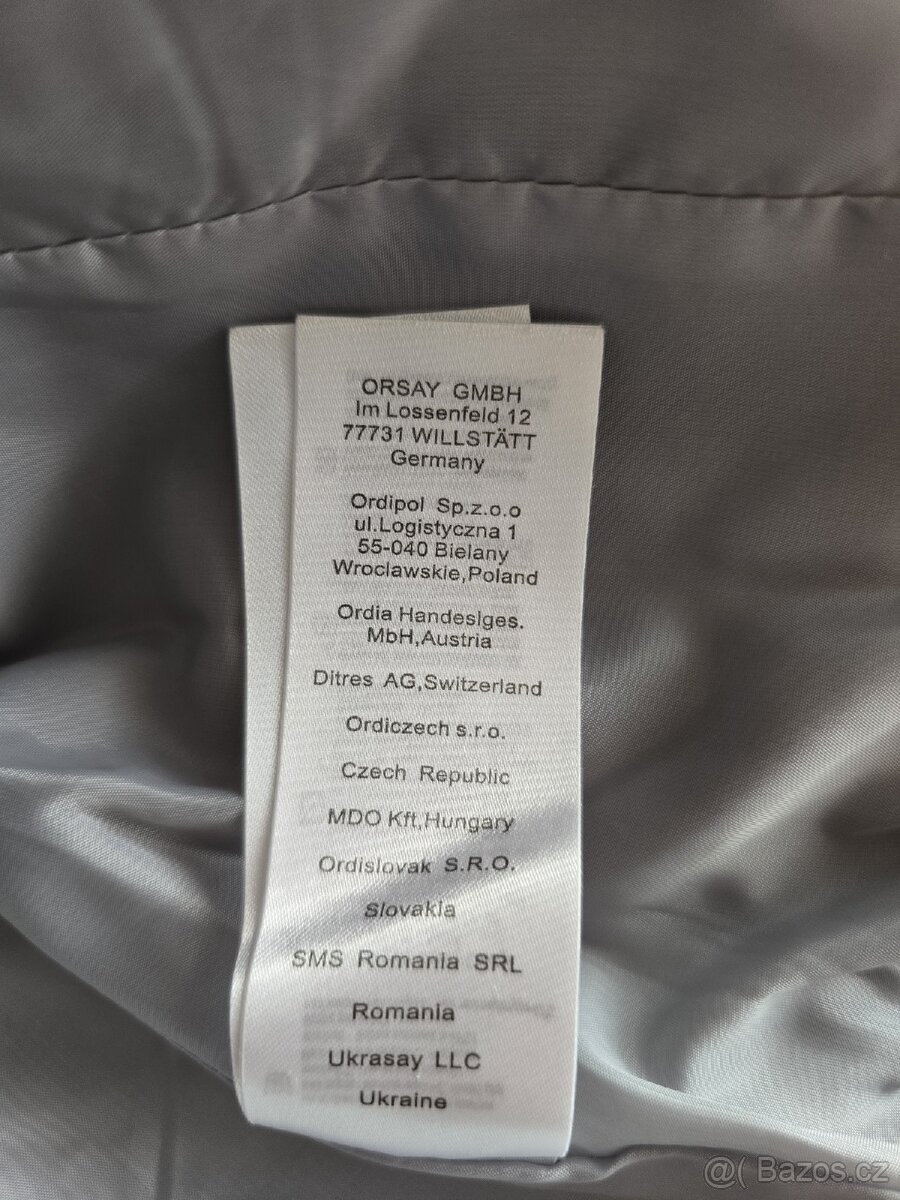 ORSAY GMBH
Im Lossenfeld 12
77731 WILLSTÄTT
Germany
Ordipol Sp.z.o.o
ul.Logistyczna 1
55-040 Bielany
Wroclawskie,Poland
Ordia Handeslges.
MbH,Austria
Ditres AG,Switzerland
Ordiczech s.r.o.
Czech Republic
MDO Kft,Hungary
Ordislovak S.R.O.
Slovakia
SMS Romania SRL
Romania
Ukrasay LLC
Ukraine
@( Bazos.cz